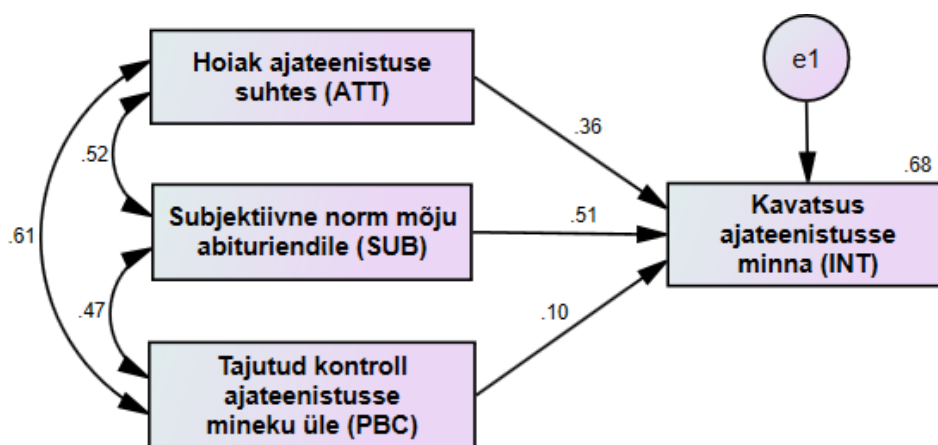 Hoiak ajateenistuse
suhtes (ATT)
e1
.36
.52
.68
Subjektiivne norm mõju
abituriendile (SUB)
.51
Kavatsus
ajateenistusse
minna (INT)
.61
.47
.10
Tajutud kontroll
ajateenistusse
mineku üle (PBC)